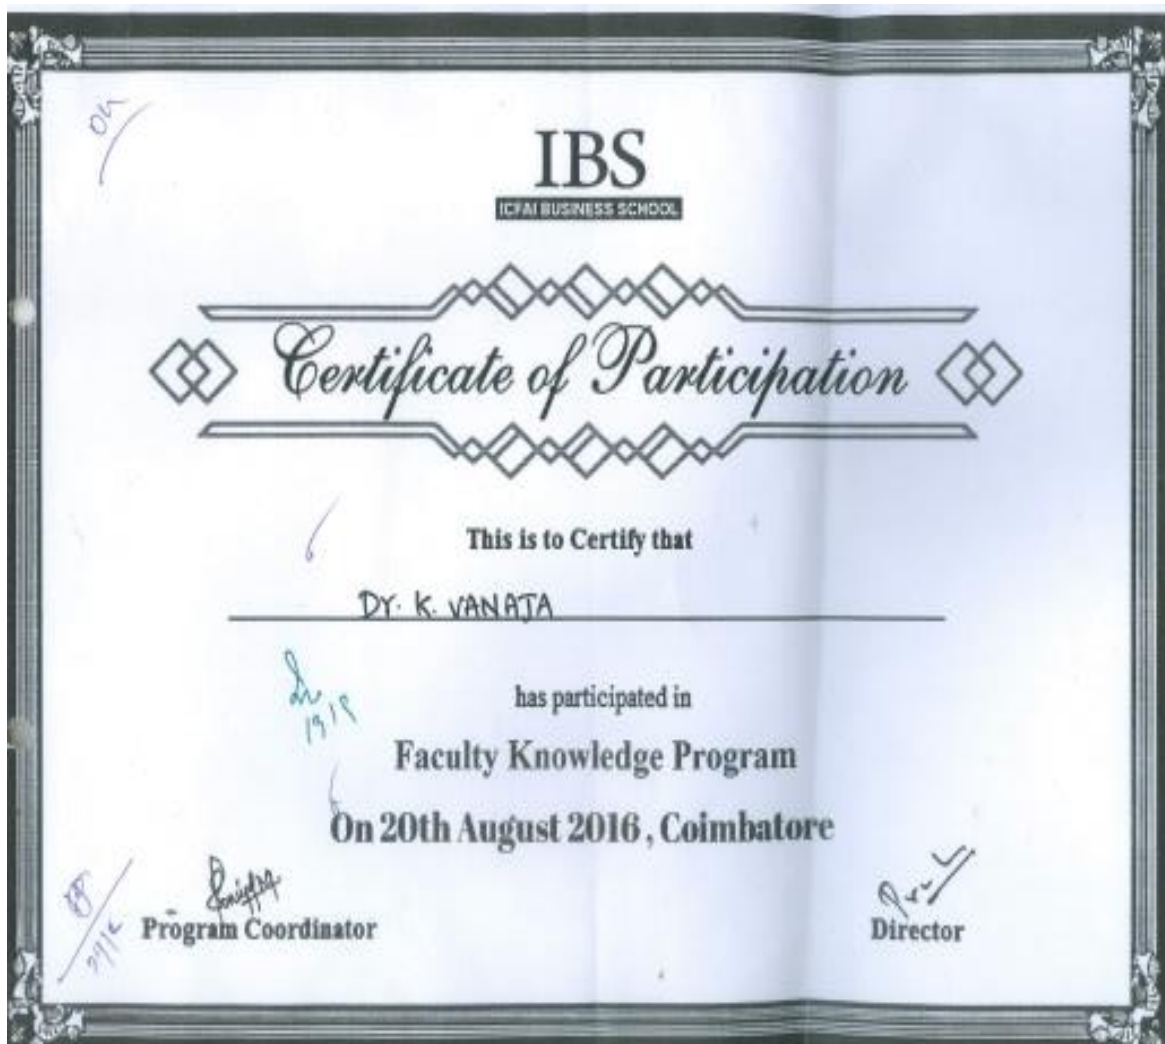 IBS
ICFAI BUSINESS SCHOOL
Certificate of Participation
This is to Certify that
Dr. K. VANAJA
has participated in
Faculty Knowledge Program
On 20th August 2016 , Coimbatore
Program Coordinator
Director